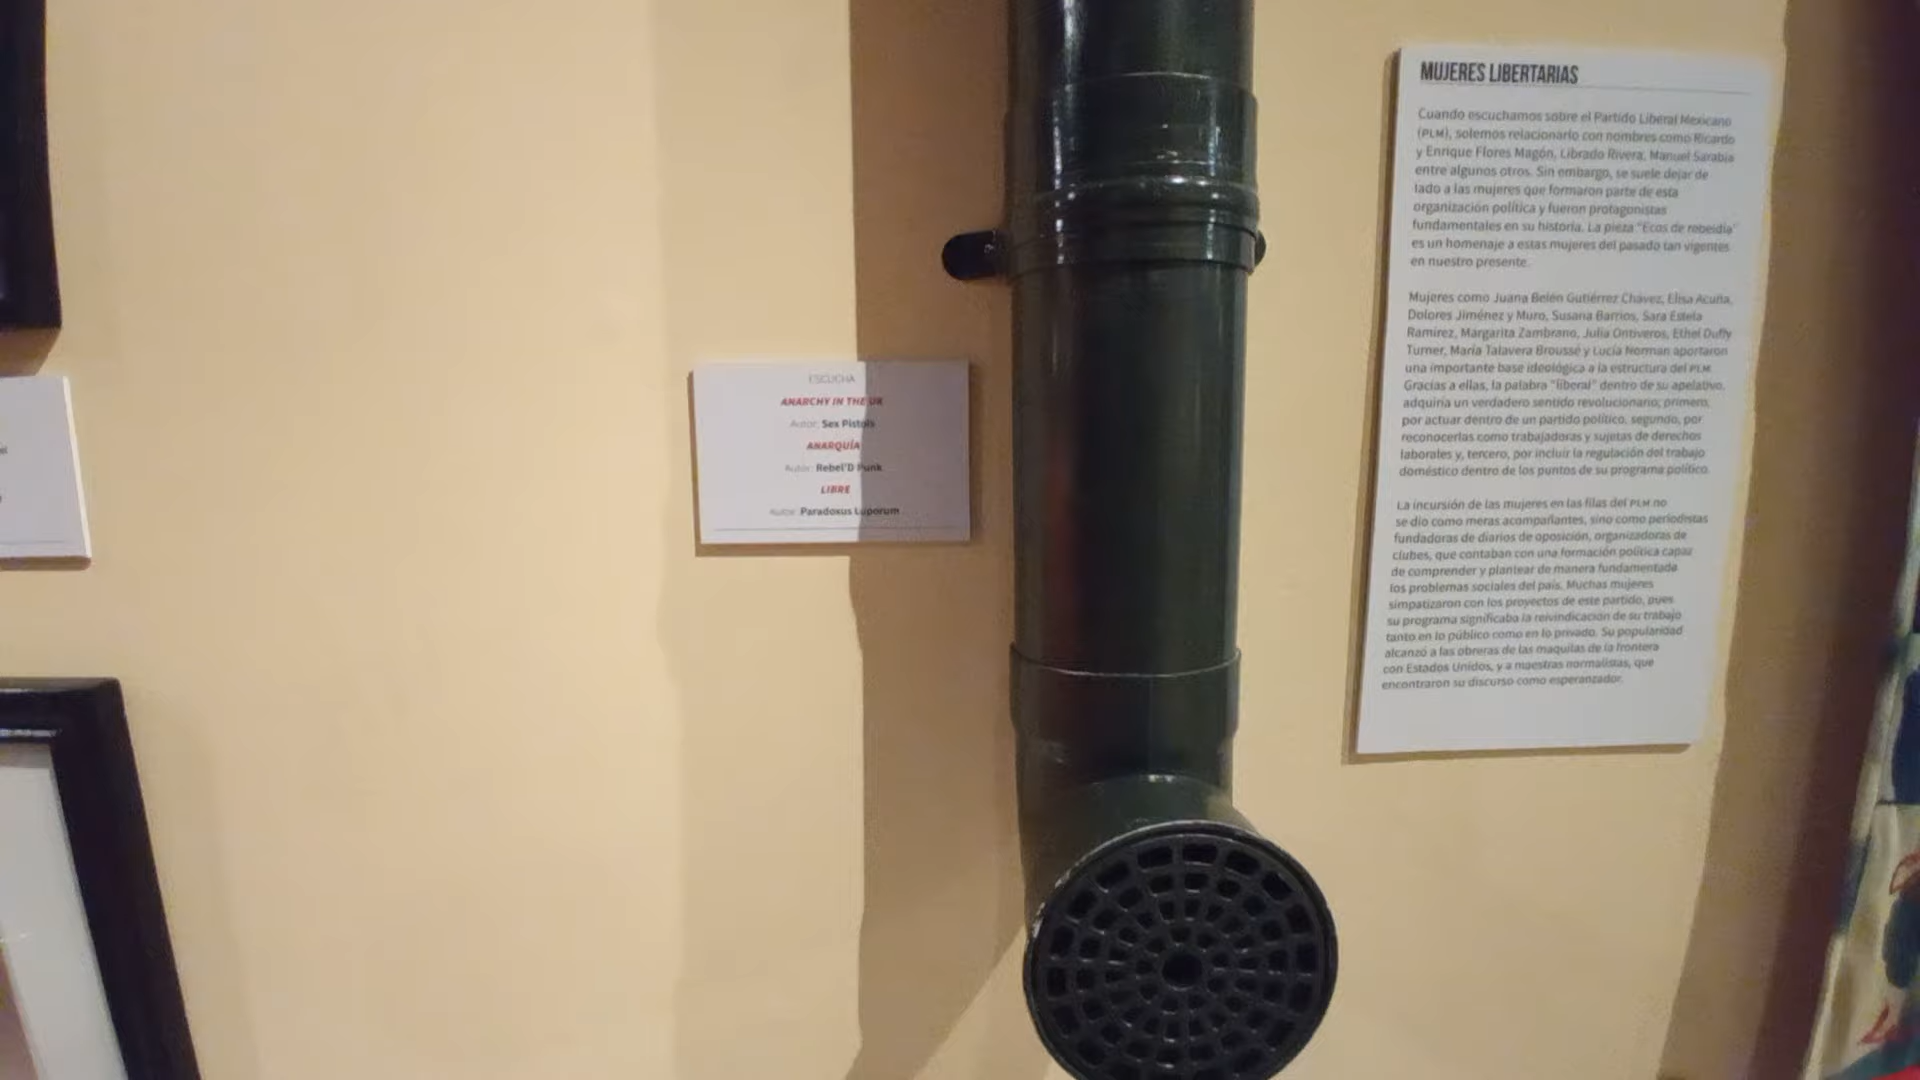 ESCUCHA
ANARCHY IN THE UK
Autor: Sex Pistols
ANARQUÍA
Autor: Rebel'D Punk
LIBRE
Autor: Paradoxus Luporum
MUJERES LIBERTARIAS
Cuando escuchamos sobre el Partido Liberal Mexicano
(PLM), solemos relacionarlo con nombres como Ricardo
y Enrique Flores Magón, Librado Rivera, Manuel Sarabia
entre algunos otros. Sin embargo, se suele dejar de
lado a las mujeres que formaron parte de esta
organización política y fueron protagonistas
fundamentales en su historia. La pieza "Ecos de rebeldía"
es un homenaje a estas mujeres del pasado tan vigentes
en nuestro presente.
Mujeres como Juana Belén Gutiérrez Chávez, Elisa Acuña,
Dolores Jiménez y Muro, Susana Barrios, Sara Estela
Ramírez, Margarita Zambrano, Julia Ontiveros, Ethel Duffy
Turner, María Talavera Broussé y Lucía Norman aportaron
una importante base ideológica a la estructura del PLM.
Gracias a ellas, la palabra "liberal" dentro de su apelativo,
adquiría un verdadero sentido revolucionario; primero,
por actuar dentro de un partido político, segundo, por
reconocerlas como trabajadoras y sujetas de derechos
laborales y, tercero, por incluir la regulación del trabajo
doméstico dentro de los puntos de su programa político.
La incursión de las mujeres en las filas del PLM no
se dio como meras acompañantes, sino como periodistas
fundadoras de diarios de oposición, organizadoras de
clubes, que contaban con una formación política capaz
de comprender y plantear de manera fundamentada
los problemas sociales del país. Muchas mujeres
simpatizaron con los proyectos de este partido, pues
su programa significaba la reivindicación de su trabajo
tanto en lo público como en lo privado. Su popularidad
alcanzó a las obreras de las maquilas de la frontera
con Estados Unidos, y a maestras normalistas, que
encontraron su discurso como esperanzador.